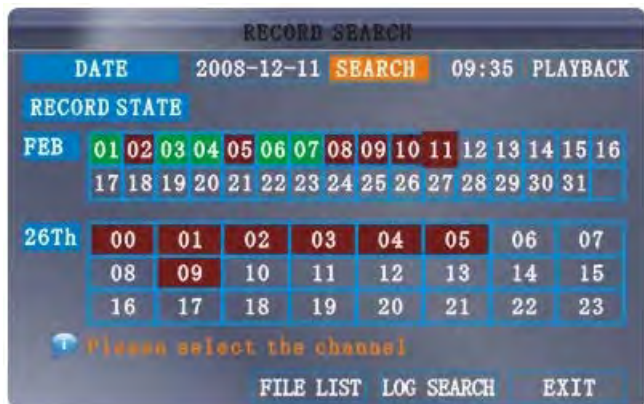 RECORD SEARCH
DATE 2008-12-11 SEARCH 09:35 PLAYBACK
RECORD STATE
FEB 01 02 03 04 05 06 07 08 09 10 11 12 13 14 15 16
17 18 19 20 21 22 23 24 25 26 27 28 29 30 31
26Th 00 01 02 03 04 05 06 07
08 09 10 11 12 13 14 15
16 17 18 19 20 21 22 23
Please select the channel
FILE LIST LOG SEARCH EXIT